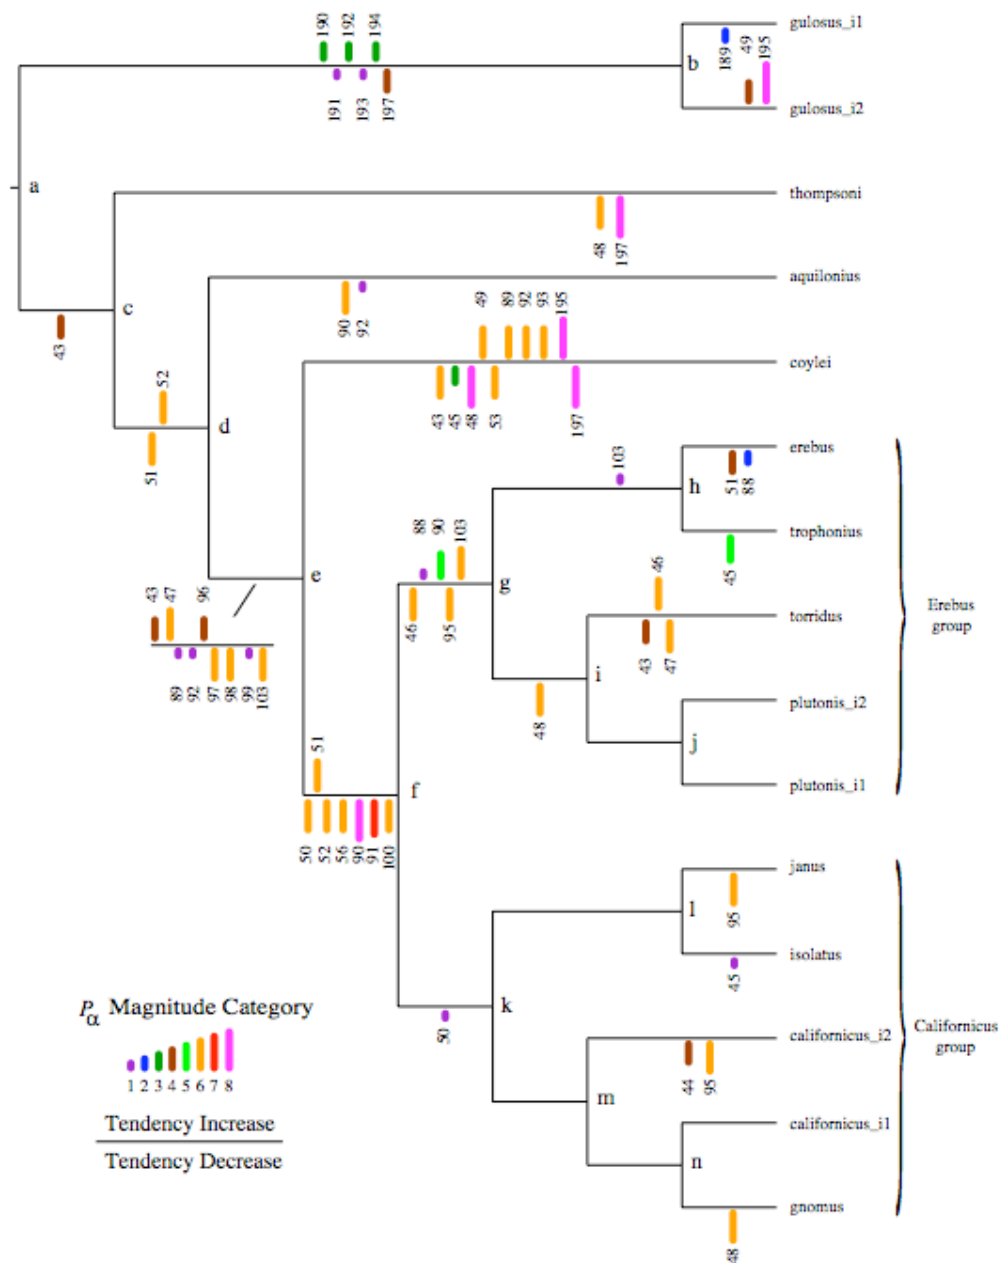 gulosus_i1
190 192 194
189 49 195
b
191 193 197
gulosus_i2
a
thompsoni
48 197
aquilonius
c
90 92
49 89 92 93 195
43
coylei
52
43 45 48 53 197
d
51
erebus
103
h
51 88
88 90 103
trophonius
e
g
45
46
43 47 96
46 95
torridus
Erebus
group
i
43 47
89 92 97 98 99 103
48
plutonis_i2
51
j
f
plutonis_i1
50 52 56 90 91 100
janus
l
95
isolatus
45
k
Pα Magnitude Category
50
californicus_i2
Californicus
group
1 2 3 4 5 6 7 8
44 95
m
Tendency Increase
californicus_i1
Tendency Decrease
n
gnomus
48